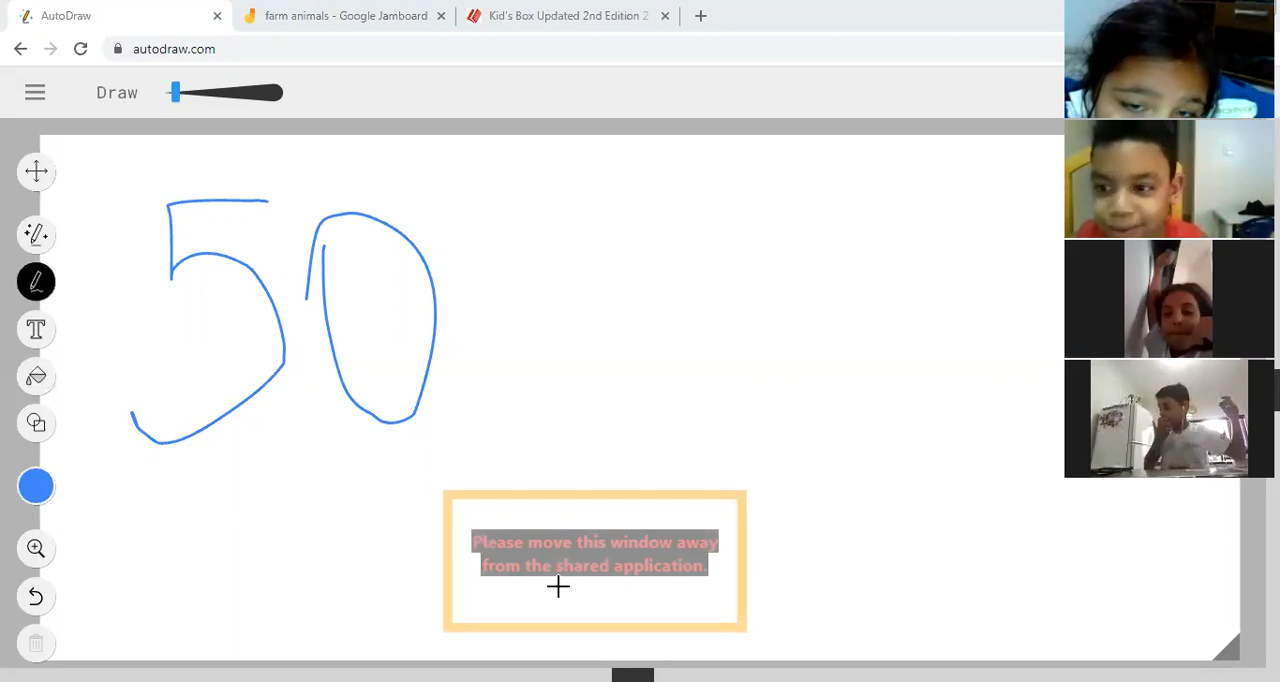 AutoDraw
farm animals - Google Jamboard
Kid's Box Updated 2nd Edition 2
autodraw.com
Draw
T
50
Please move this window away
from the shared application.